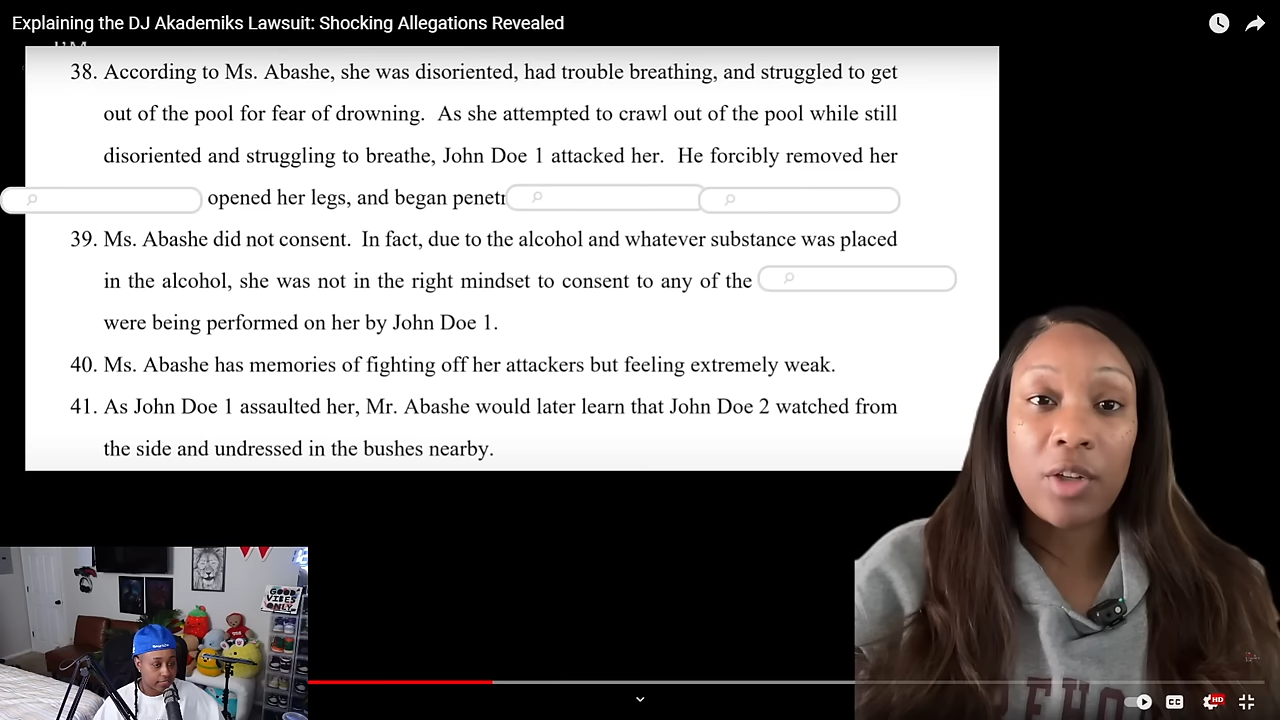 Explaining the DJ Akademiks Lawsuit: Shocking Allegations Revealed
38. According to Ms. Abashe, she was disoriented, had trouble breathing, and struggled to get
out of the pool for fear of drowning. As she attempted to crawl out of the pool while still
disoriented and struggling to breathe, John Doe 1 attacked her. He forcibly removed her
opened her legs, and began penetr
39. Ms. Abashe did not consent. In fact, due to the alcohol and whatever substance was placed
in the alcohol, she was not in the right mindset to consent to any of the
were being performed on her by John Doe 1.
40. Ms. Abashe has memories of fighting off her attackers but feeling extremely weak.
41. As John Doe 1 assaulted her, Mr. Abashe would later learn that John Doe 2 watched from
the side and undressed in the bushes nearby.
GOOD
VIBES
ONLY
CC
HD